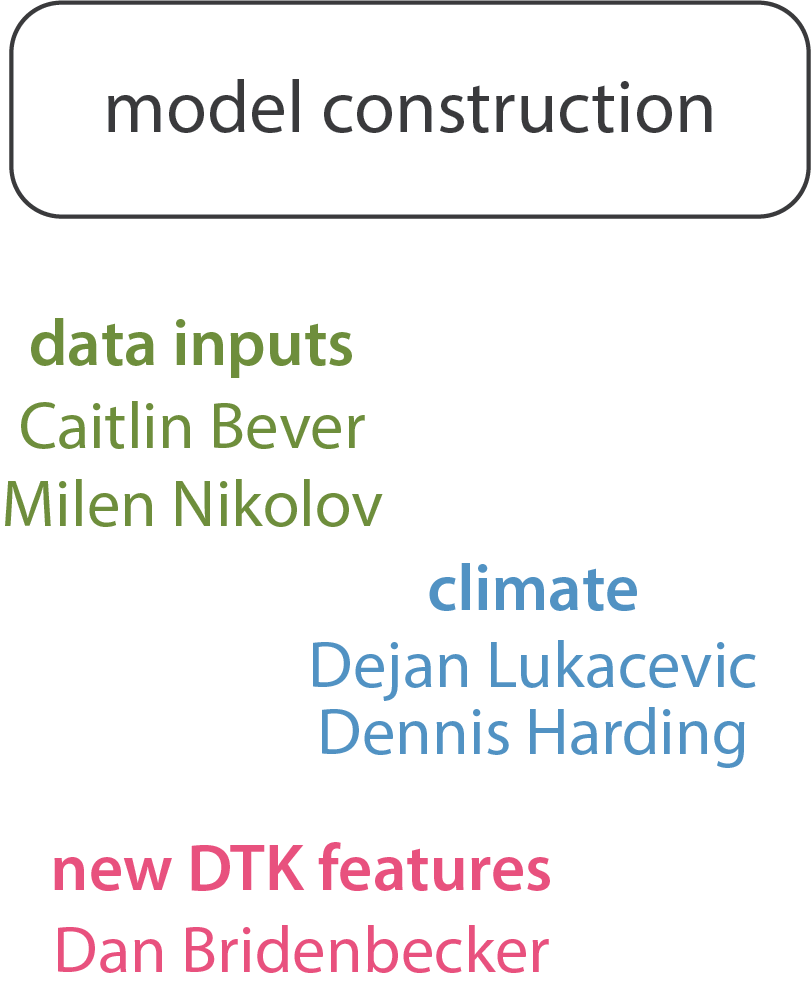 model construction
data inputs
Caitlin Bever
Milen Nikolov
climate
Dejan Lukacevic
Dennis Harding
new DTK features
Dan Bridenbecker